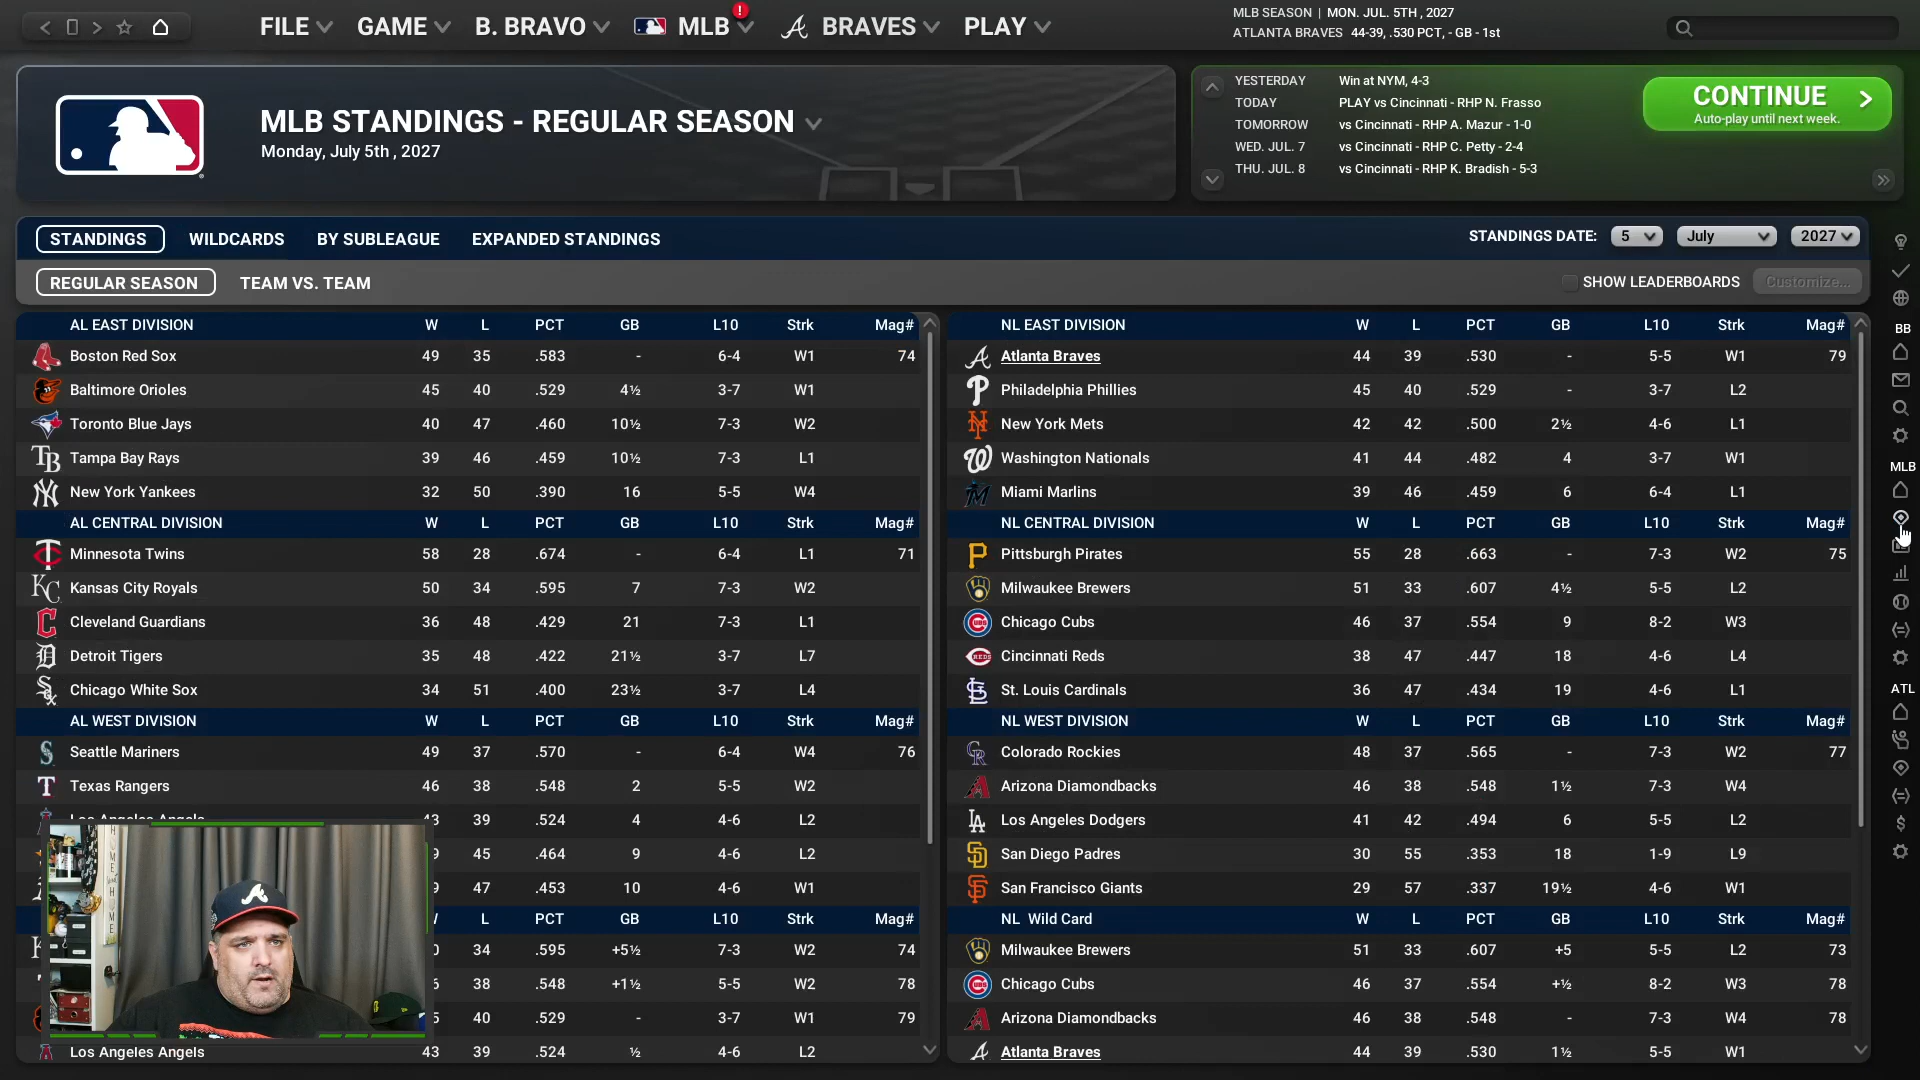 FILE GAME B. BRAVO MLB ! BRAVES PLAY
MLB SEASON | MON. JUL. 5TH , 2027
ATLANTA BRAVES 44-39, .530 PCT, - GB - 1st
MLB STANDINGS - REGULAR SEASON
Monday, July 5th , 2027
YESTERDAY Win at NYM, 4-3
TODAY PLAY vs Cincinnati - RHP N. Frasso
TOMORROW vs Cincinnati - RHP A. Mazur - 1-0
WED. JUL. 7 vs Cincinnati - RHP C. Petty - 2-4
THU. JUL. 8 vs Cincinnati - RHP K. Bradish - 5-3
CONTINUE
Auto-play until next week.
STANDINGS WILDCARDS BY SUBLEAGUE EXPANDED STANDINGS
STANDINGS DATE: 5 July 2027
REGULAR SEASON TEAM VS. TEAM
SHOW LEADERBOARDS Customize...
AL EAST DIVISION W L PCT GB L10 Strk Mag#
Boston Red Sox 49 35 .583 - 6-4 W1 74
Baltimore Orioles 45 40 .529 4½ 3-7 W1
Toronto Blue Jays 40 47 .460 10½ 7-3 W2
Tampa Bay Rays 39 46 .459 10½ 7-3 L1
New York Yankees 32 50 .390 16 5-5 W4
AL CENTRAL DIVISION W L PCT GB L10 Strk Mag#
Minnesota Twins 58 28 .674 - 6-4 L1 71
Kansas City Royals 50 34 .595 7 7-3 W2
Cleveland Guardians 36 48 .429 21 7-3 L1
Detroit Tigers 35 48 .422 21½ 3-7 L7
Chicago White Sox 34 51 .400 23½ 3-7 L4
AL WEST DIVISION W L PCT GB L10 Strk Mag#
Seattle Mariners 49 37 .570 - 6-4 W4 76
Texas Rangers 46 38 .548 2 5-5 W2
Los Angeles Angels 43 39 .524 4 4-6 L2
9 45 .464 9 4-6 L2
9 47 .453 10 4-6 W1
W L PCT GB L10 Strk Mag#
0 34 .595 +5½ 7-3 W2 74
6 38 .548 +1½ 5-5 W2 78
5 40 .529 - 3-7 W1 79
Los Angeles Angels 43 39 .524 ½ 4-6 L2
NL EAST DIVISION W L PCT GB L10 Strk Mag#
Atlanta Braves 44 39 .530 - 5-5 W1 79
Philadelphia Phillies 45 40 .529 - 3-7 L2
New York Mets 42 42 .500 2½ 4-6 L1
Washington Nationals 41 44 .482 4 3-7 W1
Miami Marlins 39 46 .459 6 6-4 L1
NL CENTRAL DIVISION W L PCT GB L10 Strk Mag#
Pittsburgh Pirates 55 28 .663 - 7-3 W2 75
Milwaukee Brewers 51 33 .607 4½ 5-5 L2
Chicago Cubs 46 37 .554 9 8-2 W3
Cincinnati Reds 38 47 .447 18 4-6 L4
St. Louis Cardinals 36 47 .434 19 4-6 L1
NL WEST DIVISION W L PCT GB L10 Strk Mag#
Colorado Rockies 48 37 .565 - 7-3 W2 77
Arizona Diamondbacks 46 38 .548 1½ 7-3 W4
Los Angeles Dodgers 41 42 .494 6 5-5 L2
San Diego Padres 30 55 .353 18 1-9 L9
San Francisco Giants 29 57 .337 19½ 4-6 W1
NL Wild Card W L PCT GB L10 Strk Mag#
Milwaukee Brewers 51 33 .607 +5 5-5 L2 73
Chicago Cubs 46 37 .554 +½ 8-2 W3 78
Arizona Diamondbacks 46 38 .548 - 7-3 W4 78
Atlanta Braves 44 39 .530 1½ 5-5 W1
BB
MLB
ATL